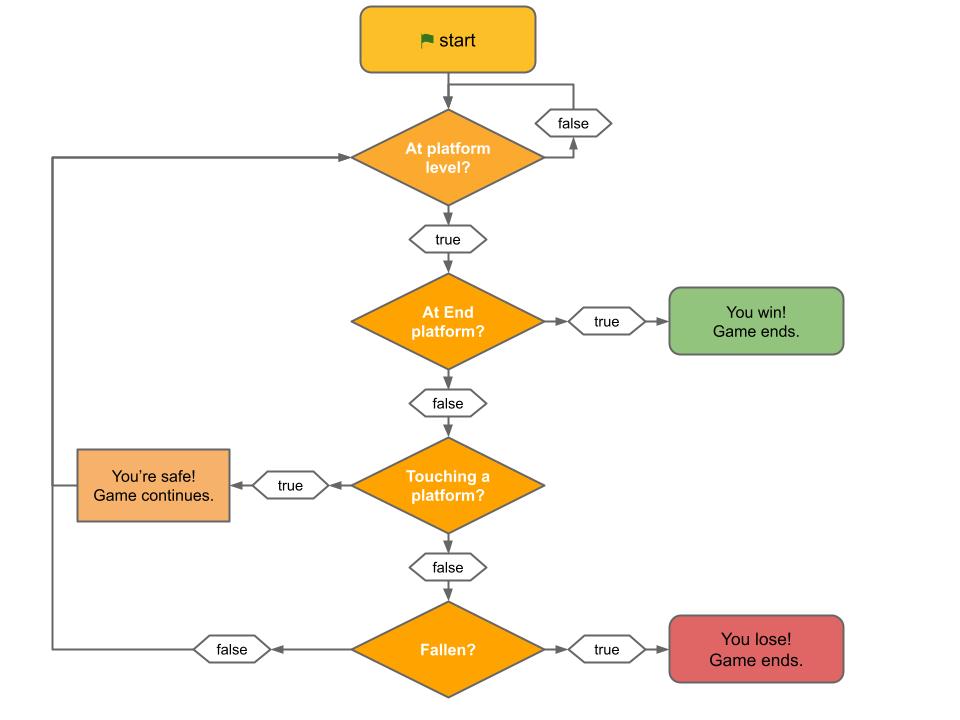 start
false
At platform
level?
true
At End
platform?
true
You win!
Game ends.
false
You’re safe!
Game continues.
true
Touching a
platform?
false
false
Fallen?
true
You lose!
Game ends.